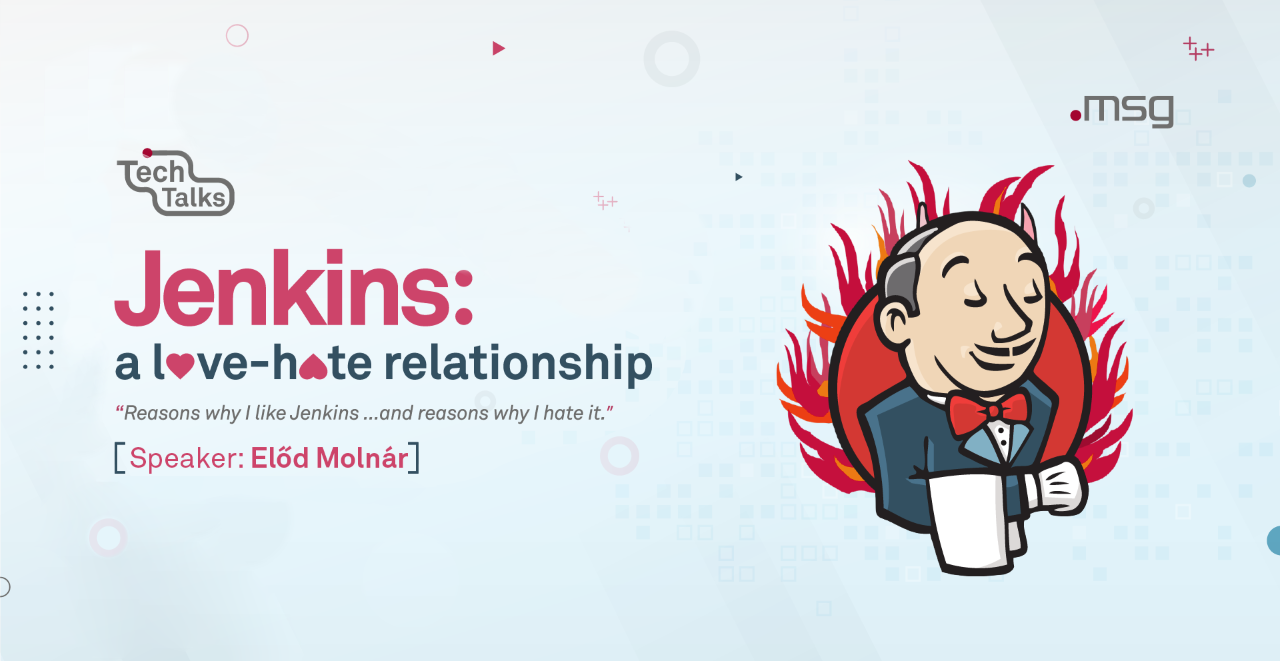 .msg
Tech
Talks
Jenkins:
a love-hate relationship
“Reasons why I like Jenkins ...and reasons why I hate it.”
[Speaker: Előd Molnár]